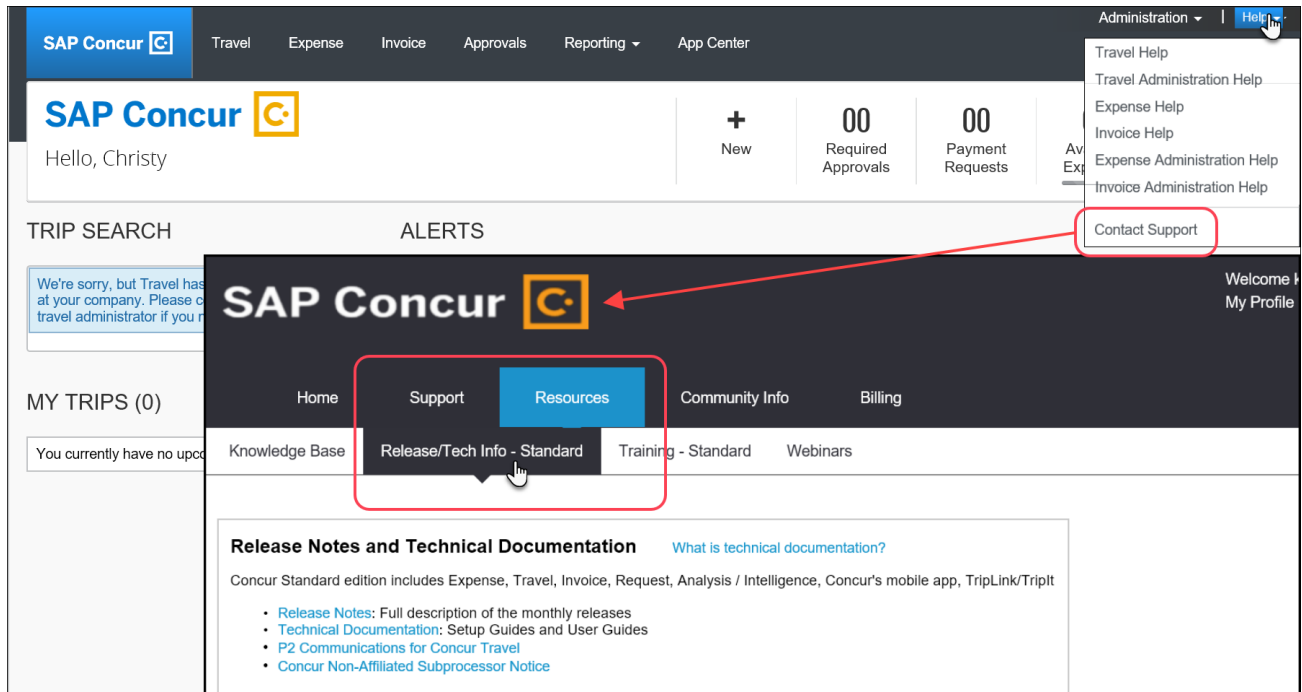 Administration | Help
SAP Concur Travel Expense Invoice Approvals Reporting App Center
Travel Help
Travel Administration Help
Expense Help
Invoice Help
Expense Administration Help
Invoice Administration Help
Contact Support
SAP Concur
Hello, Christy
+
New
00
Required
Approvals
00
Payment
Requests
TRIP SEARCH
ALERTS
We're sorry, but Travel has
at your company. Please
travel administrator if you
MY TRIPS (0)
You currently have no
SAP Concur
Welcome
My Profile
Home Support Resources Community Info Billing
Knowledge Base Release/Tech Info - Standard Training - Standard Webinars
Release Notes and Technical Documentation What is technical documentation?
Concur Standard edition includes Expense, Travel, Invoice, Request, Analysis / Intelligence, Concur's mobile app, TripLink/TripIt
• Release Notes: Full description of the monthly releases
• Technical Documentation: Setup Guides and User Guides
• P2 Communications for Concur Travel
• Concur Non-Affiliated Subprocessor Notice